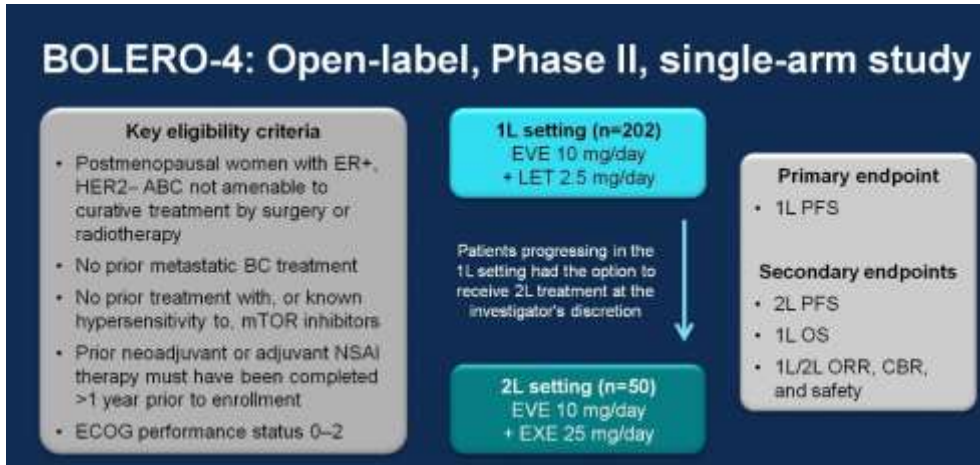 BOLERO-4: Open-label, Phase II, single-arm study
Key eligibility criteria
• Postmenopausal women with ER+,
HER2– ABC not amenable to
curative treatment by surgery or
radiotherapy
• No prior metastatic BC treatment
• No prior treatment with, or known
hypersensitivity to, mTOR inhibitors
• Prior neoadjuvant or adjuvant NSAI
therapy must have been completed
>1 year prior to enrollment
• ECOG performance status 0–2
1L setting (n=202)
EVE 10 mg/day
+ LET 2.5 mg/day
Patients progressing in the
1L setting had the option to
receive 2L treatment at the
investigator's discretion
2L setting (n=50)
EVE 10 mg/day
+ EXE 25 mg/day
Primary endpoint
• 1L PFS
Secondary endpoints
• 2L PFS
• 1L OS
• 1L/2L ORR, CBR,
and safety